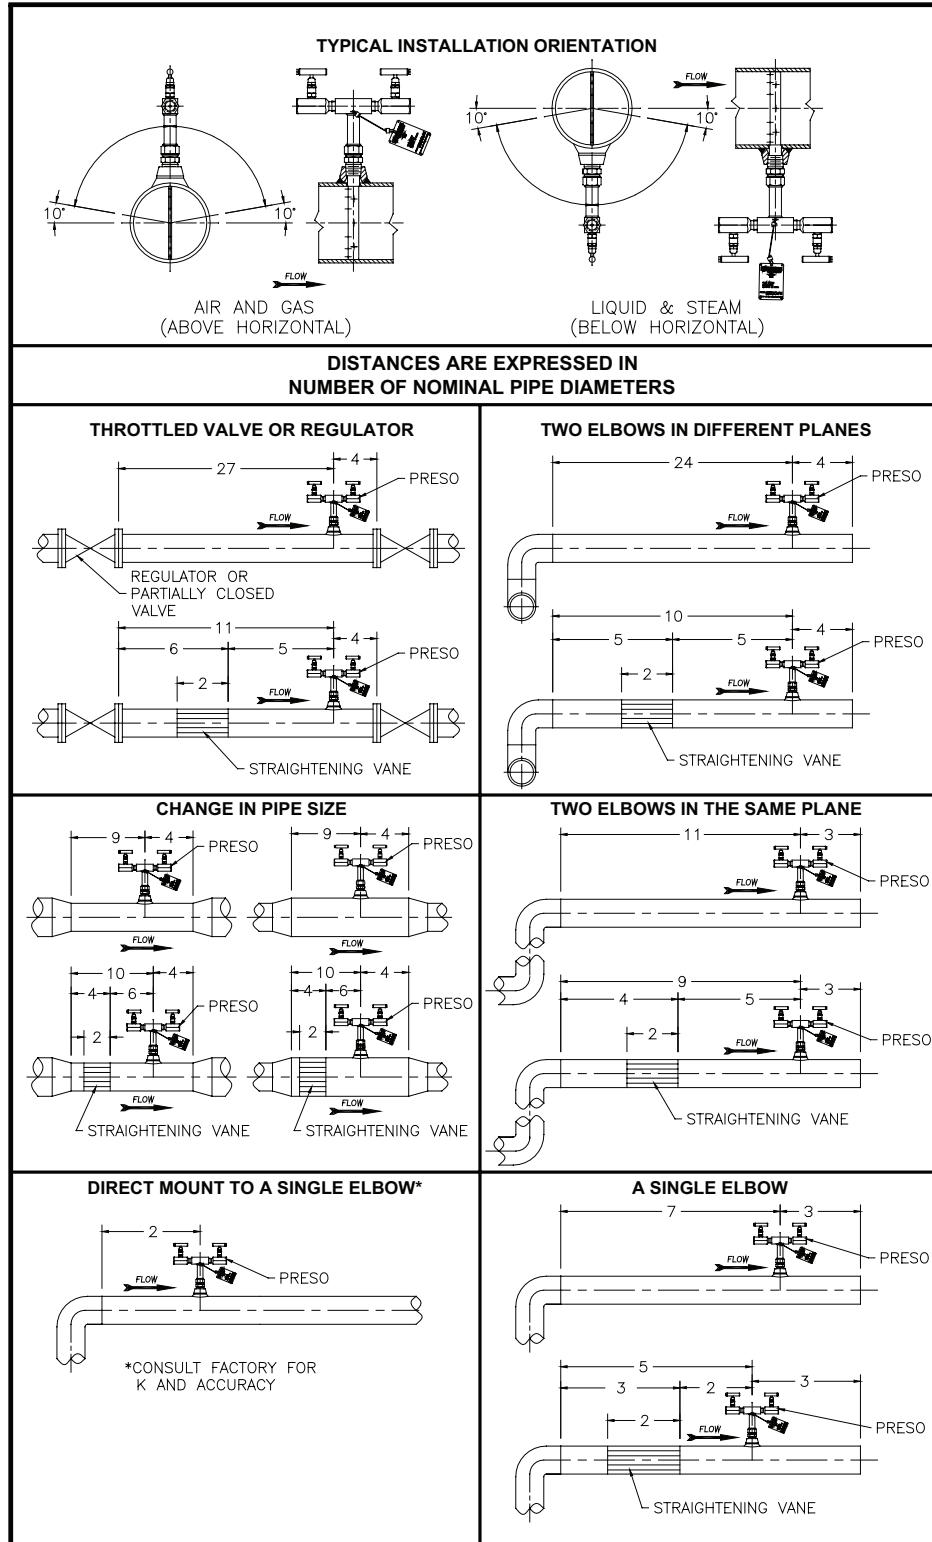 TYPICAL INSTALLATION ORIENTATION
FLOW
10°
10°
10°
10°
FLOW
AIR AND GAS
(ABOVE HORIZONTAL)
LIQUID & STEAM
(BELOW HORIZONTAL)
DISTANCES ARE EXPRESSED IN
NUMBER OF NOMINAL PIPE DIAMETERS
THROTTLED VALVE OR REGULATOR
27
4
PRESO
FLOW
REGULATOR OR
PARTIALLY CLOSED
VALVE
11
4
6
5
PRESO
2
FLOW
STRAIGHTENING VANE
TWO ELBOWS IN DIFFERENT PLANES
24
4
PRESO
FLOW
10
4
5
5
PRESO
2
FLOW
STRAIGHTENING VANE
CHANGE IN PIPE SIZE
9
4
PRESO
FLOW
9
4
PRESO
FLOW
10
4
4
6
PRESO
2
FLOW
STRAIGHTENING VANE
10
4
4
6
PRESO
2
FLOW
STRAIGHTENING VANE
TWO ELBOWS IN THE SAME PLANE
11
3
PRESO
FLOW
9
3
4
5
PRESO
2
FLOW
STRAIGHTENING VANE
DIRECT MOUNT TO A SINGLE ELBOW*
2
PRESO
FLOW
*CONSULT FACTORY FOR
K AND ACCURACY
A SINGLE ELBOW
7
3
PRESO
FLOW
5
3
3
2
PRESO
2
FLOW
STRAIGHTENING VANE